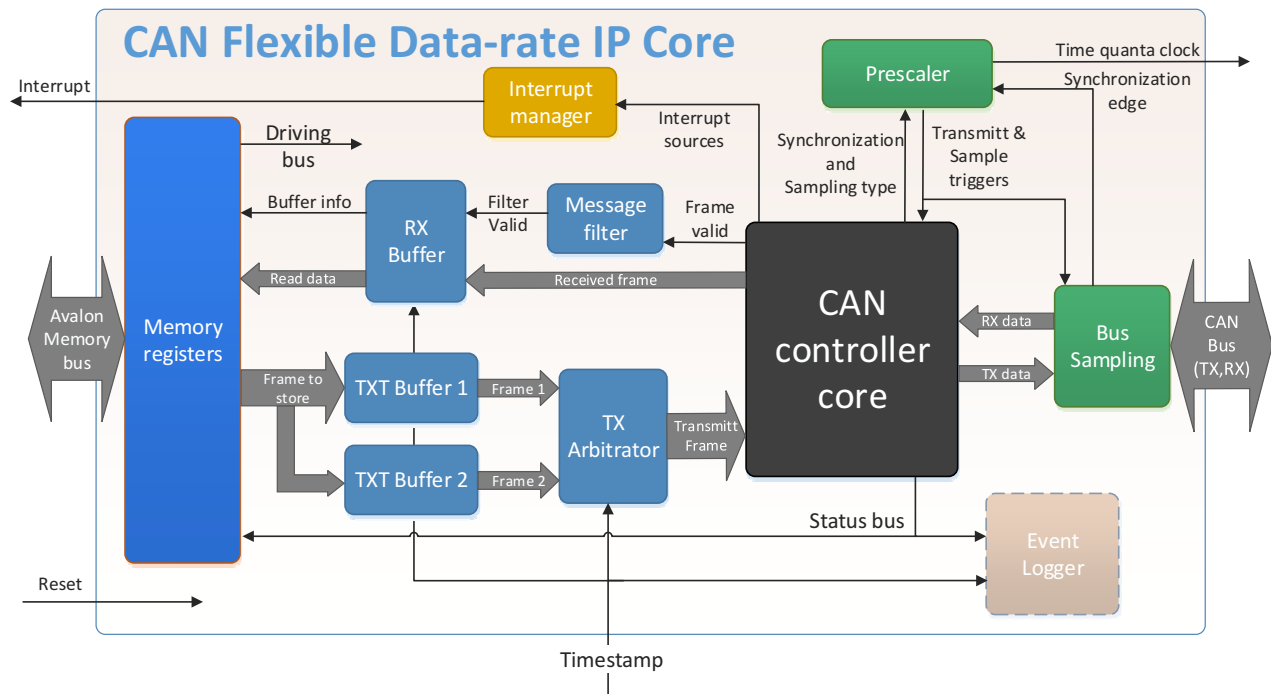 CAN Flexible Data-rate IP Core
Time quanta clock
Prescaler
Synchronization
edge
Interrupt
Interrupt
manager
Interrupt
sources
Synchronization
and
Sampling type
Transmitt &
Sample
triggers
Driving
bus
Buffer info
RX
Buffer
Filter
Valid
Message
filter
Frame
valid
Read data
Received frame
Avalon
Memory
bus
Memory
registers
CAN
controller
core
RX data
TX data
Bus
Sampling
CAN
Bus
(TX,RX)
Frame to
store
TXT Buffer 1
Frame 1
TX
Arbitrator
Transmitt
Frame
TXT Buffer 2
Frame 2
Status bus
Event
Logger
Reset
Timestamp